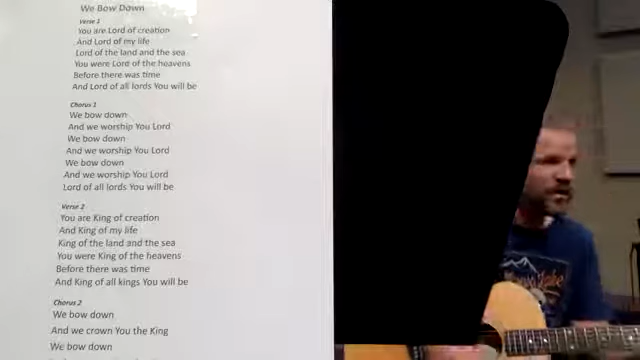 We Bow Down
Verse 1
You are Lord of creation
And Lord of my life
Lord of the land and the sea
You were Lord of the heavens
Before there was time
And Lord of all lords You will be
Chorus 1
We bow down
And we worship You Lord
We bow down
And we worship You Lord
We bow down
And we worship You Lord
Lord of all lords You will be
Verse 2
You are King of creation
And King of my life
King of the land and the sea
You were King of the heavens
Before there was time
And King of all kings You will be
Chorus 2
We bow down
And we crown You the King
We bow down